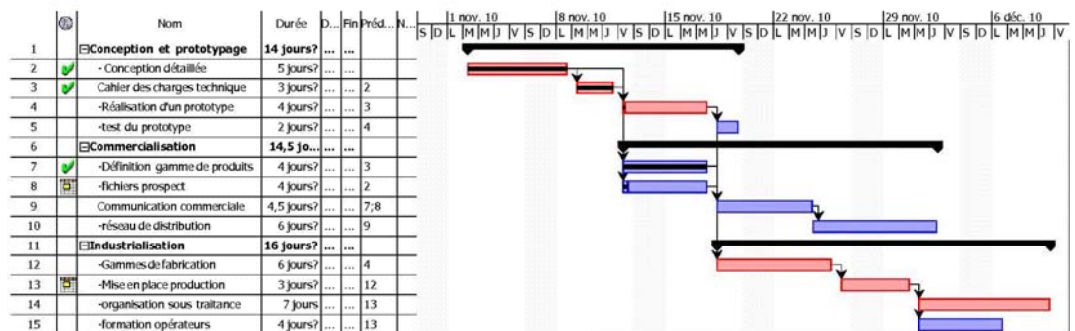 Nom Durée D... Fin Préd... N...
1 nov. 10 8 nov. 10 15 nov. 10 22 nov. 10 29 nov. 10 6 déc. 10
S D L M M J V S D L M M J V S D L M M J V S D L M M J V S D L M M J V S D L M M J V
1 Conception et prototypage 14 jours? ... ...
2 - Conception détaillée 5 jours? ... ...
3 Cahier des charges technique 3 jours? ... ... 2
4 -Réalisation d'un prototype 4 jours? ... ... 3
5 -test du prototype 2 jours? ... ... 4
6 Commercialisation 14,5 jo... ... ...
7 -Définition gamme de produits 4 jours? ... ... 3
8 -fichiers prospect 4 jours? ... ... 2
9 Communication commerciale 4,5 jours? ... ... 7;8
10 -réseau de distribution 6 jours? ... ... 9
11 Industrialisation 16 jours? ... ...
12 -Gammes de fabrication 6 jours? ... ... 4
13 -Mise en place production 3 jours? ... ... 12
14 -organisation sous traitance 7 jours ... ... 13
15 -formation opérateurs 4 jours? ... ... 13